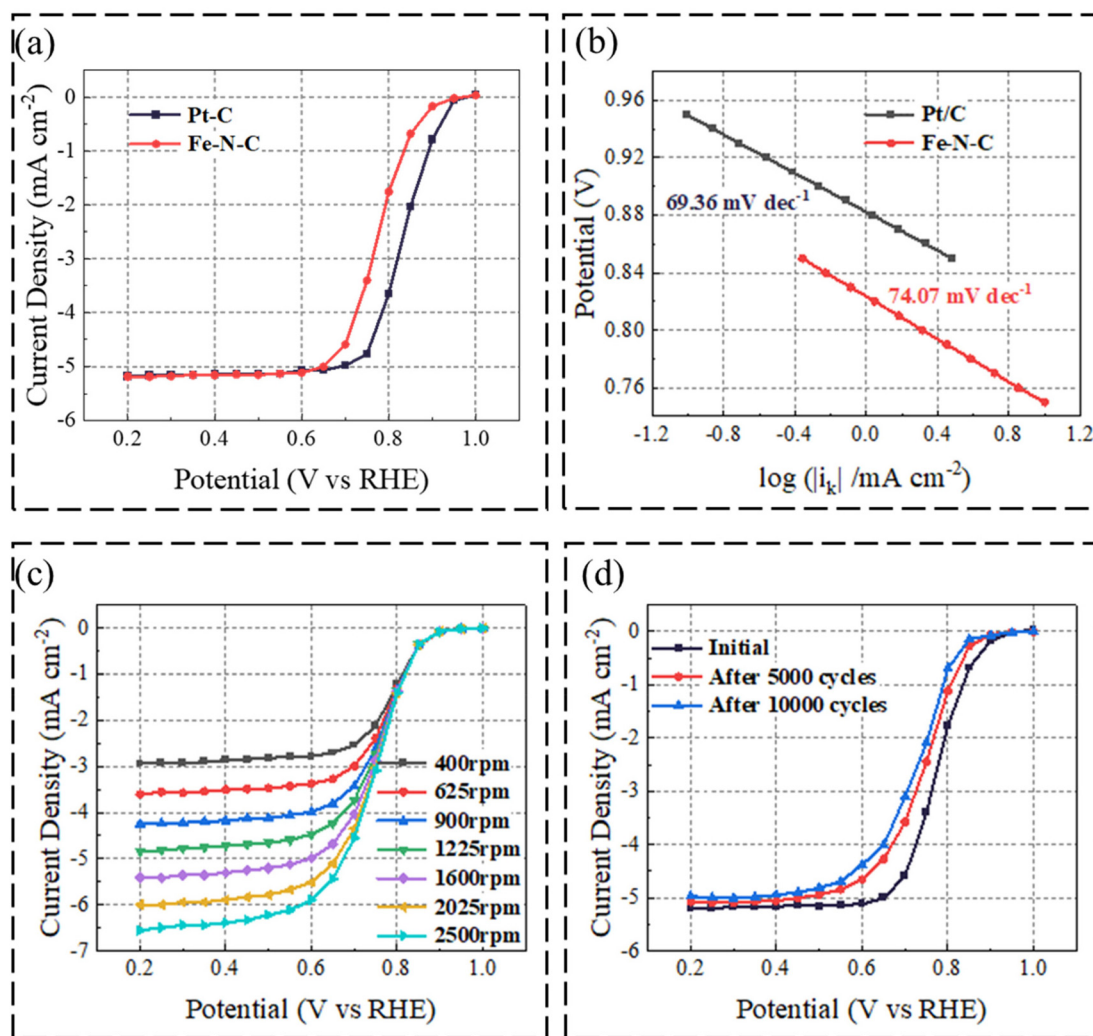 (a)
Pt-C
Fe-N-C
0
-1
-2
-3
-4
-5
-6
0.2 0.4 0.6 0.8 1.0
Current Density (mA cm-2)
Potential (V vs RHE)
(b)
Pt/C
Fe-N-C
69.36 mV dec-1
74.07 mV dec-1
0.96
0.92
0.88
0.84
0.80
0.76
-1.2 -0.8 -0.4 0.0 0.4 0.8 1.2
Potential (V)
log (|ik| /mA cm-2)
(c)
0
-1
-2
-3
-4
-5
-6
-7
400rpm
625rpm
900rpm
1225rpm
1600rpm
2025rpm
2500rpm
0.2 0.4 0.6 0.8 1.0
Current Density (mA cm-2)
Potential (V vs RHE)
(d)
Initial
After 5000 cycles
After 10000 cycles
0
-1
-2
-3
-4
-5
-6
0.2 0.4 0.6 0.8 1.0
Current Density (mA cm-2)
Potential (V vs RHE)